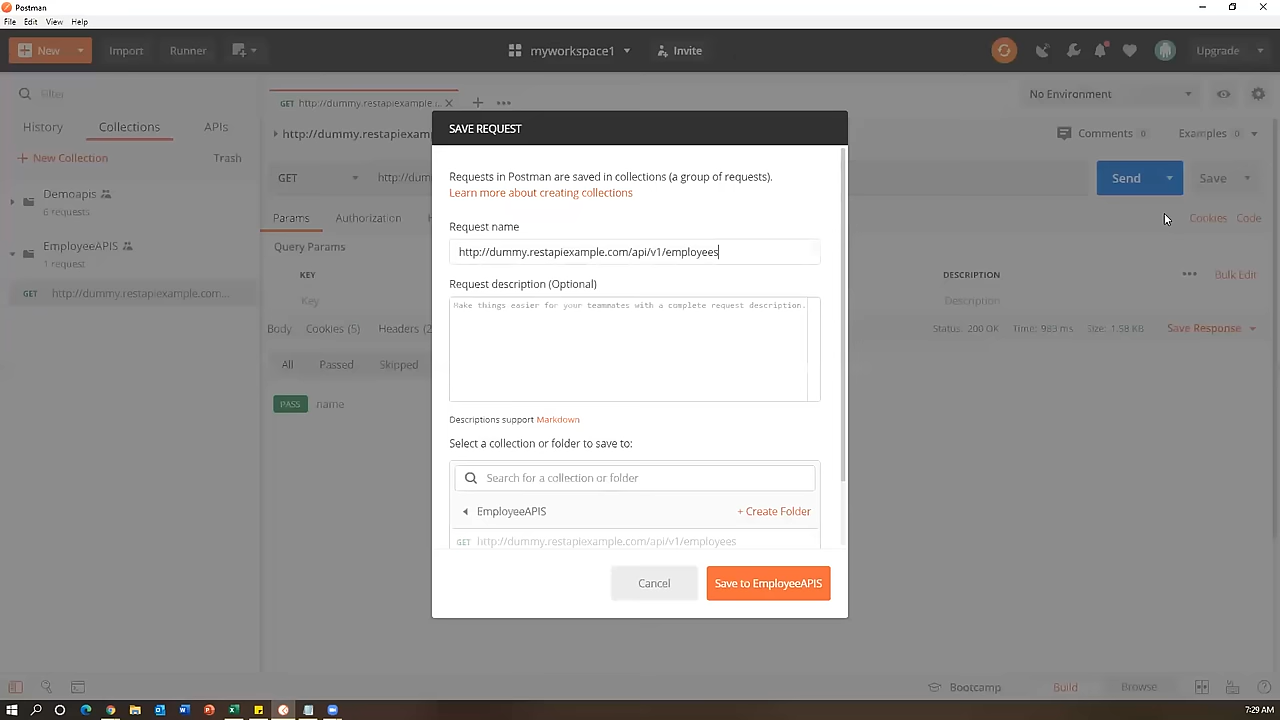 Postman
File Edit View Help
New Import Runner myworkspace1 Invite Upgrade
Filter
GET http://dummy.restapiexample. No Environment
History Collections APIs
http://dummy.restapiexam Comments 0 Examples 0
+ New Collection Trash
Demoapis
6 requests
EmployeeAPIS
1 request
GET http://dummy.restapiexample.com...
GET http://dum Send Save
Params Authorization Cookies Code
Query Params
KEY DESCRIPTION Bulk Edit
Key Description
Body Cookies (5) Headers (2 Status: 200 OK Time: 983 ms Size: 1.58 KB Save Response
All Passed Skipped
PASS name
SAVE REQUEST
Requests in Postman are saved in collections (a group of requests).
Learn more about creating collections
Request name
http://dummy.restapiexample.com/api/v1/employees
Request description (Optional)
Make things easier for your teammates with a complete request description.
Descriptions support Markdown
Select a collection or folder to save to:
Search for a collection or folder
EmployeeAPIS + Create Folder
GET http://dummy.restapiexample.com/api/v1/employees
Cancel Save to EmployeeAPIS
Bootcamp Build Browse
7:29 AM